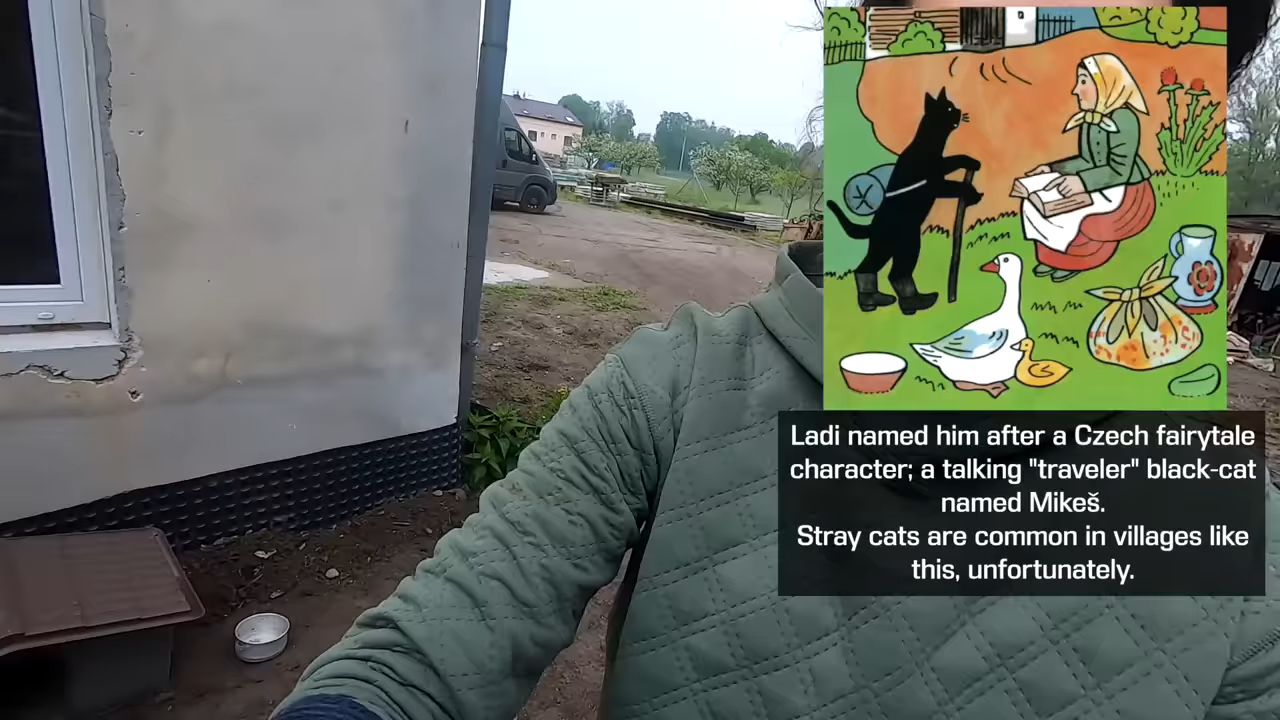 Ladi named him after a Czech fairytale
character; a talking "traveler" black-cat
named Mikeš.
Stray cats are common in villages like
this, unfortunately.